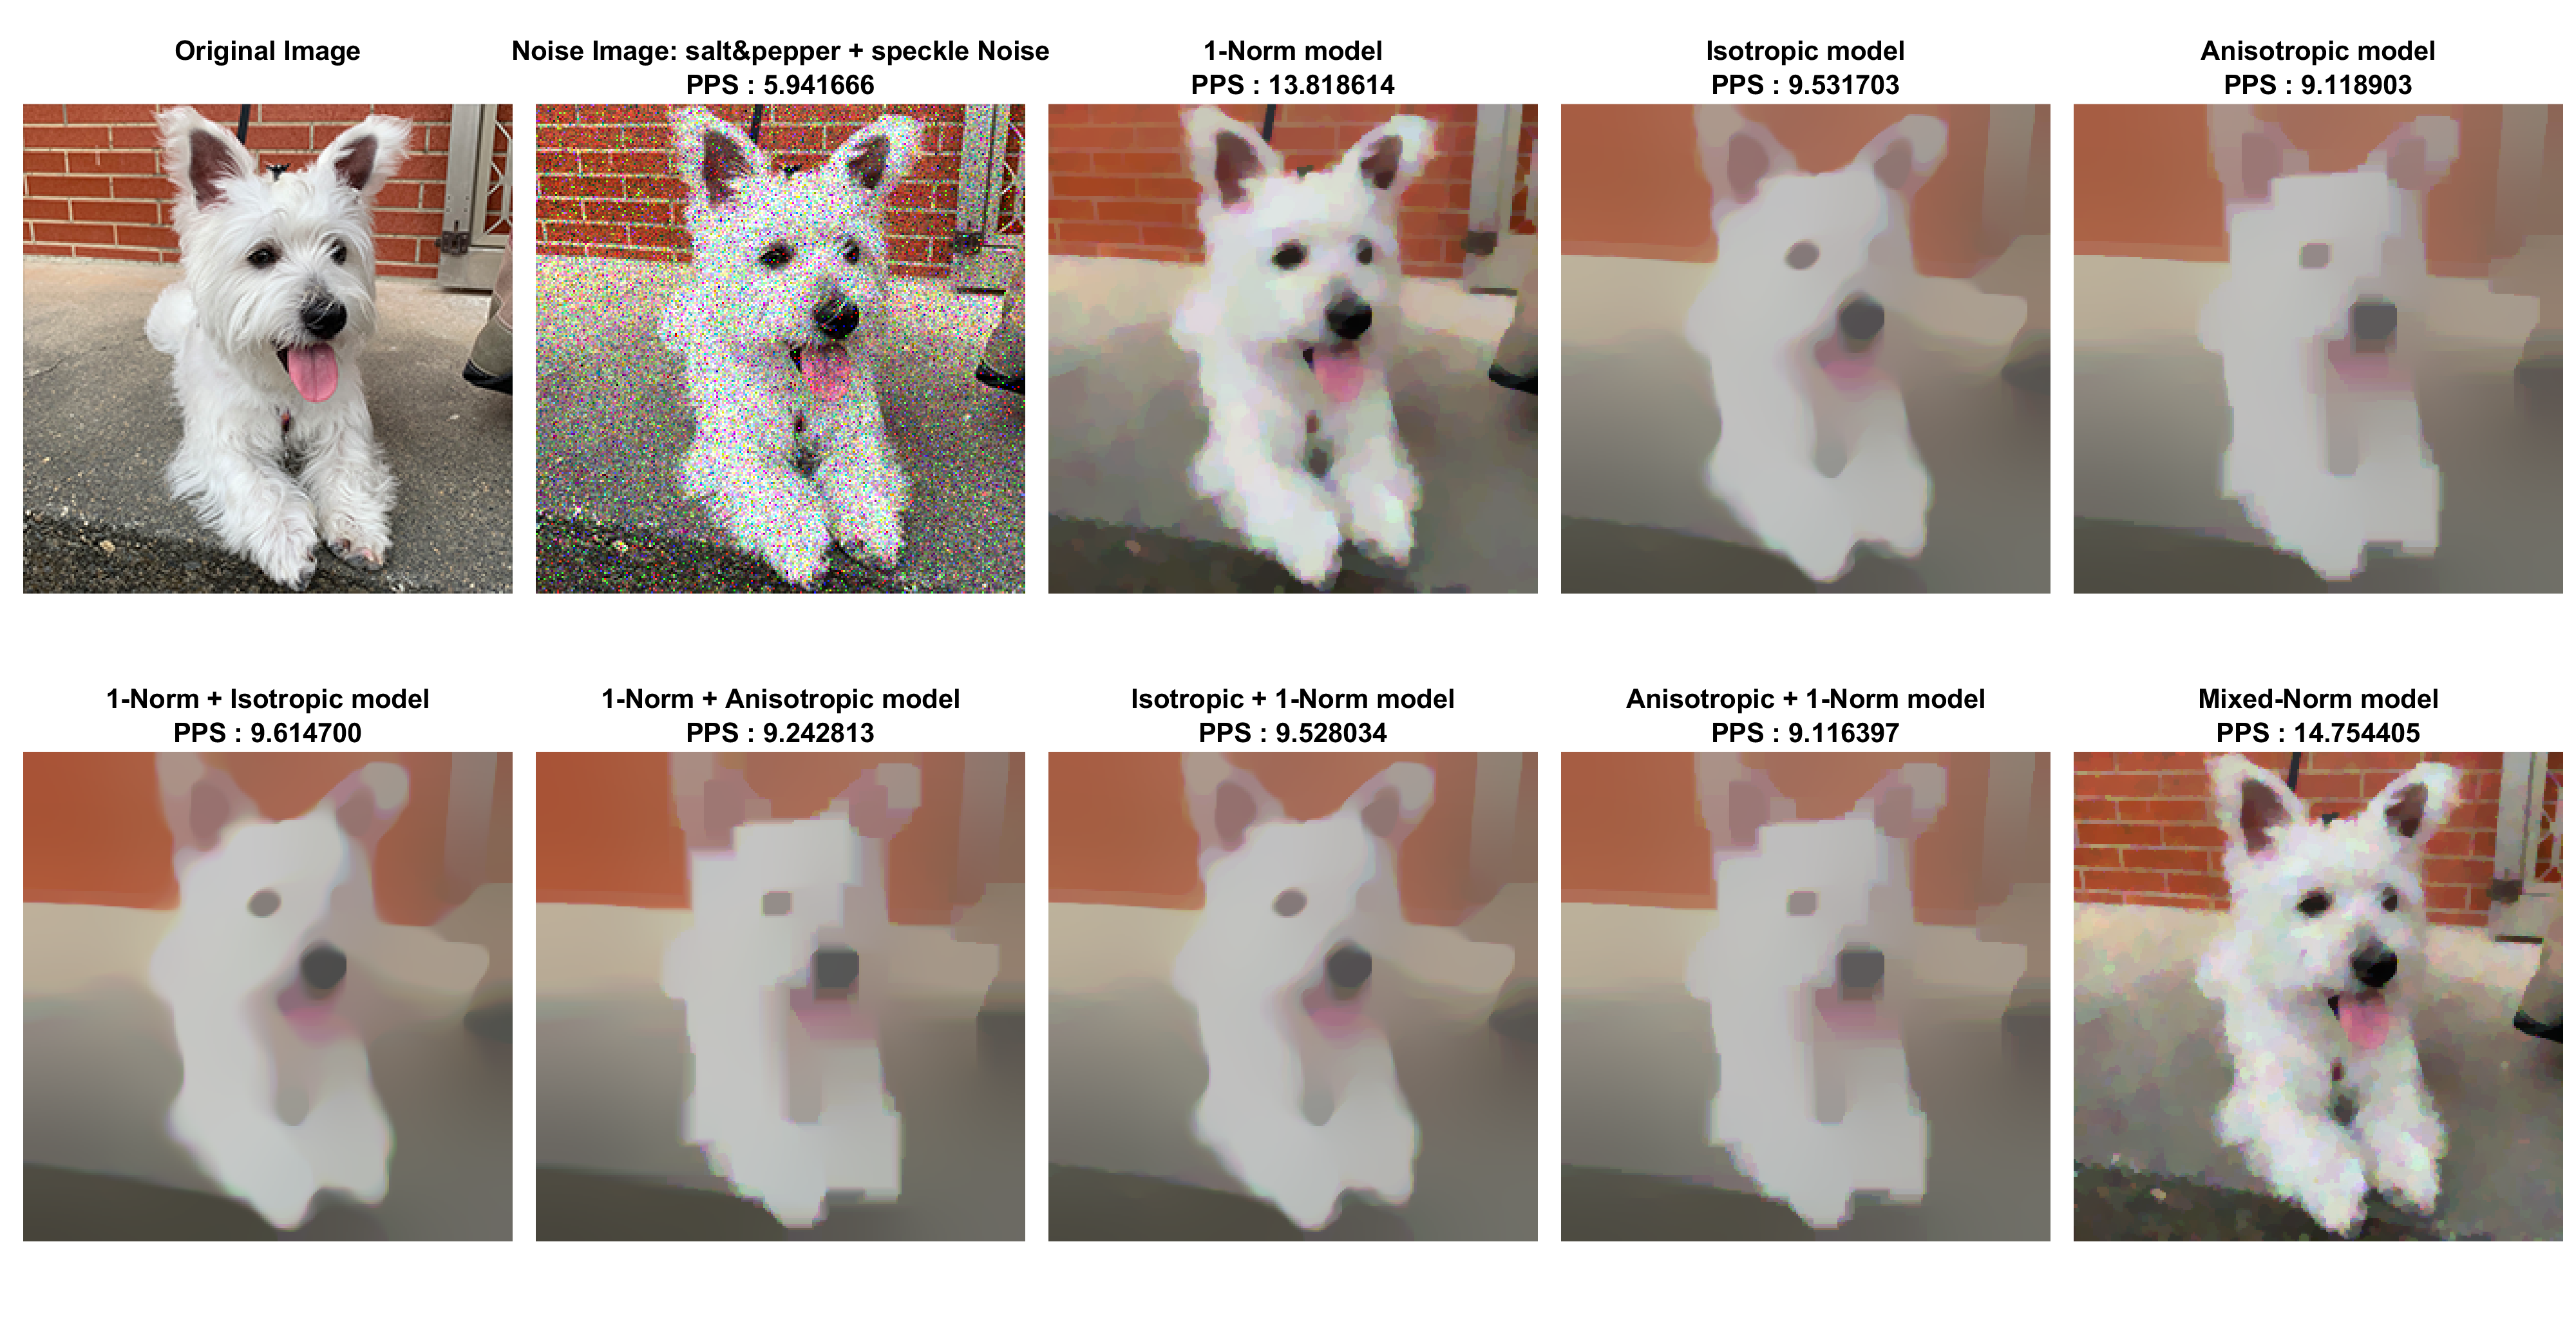 Original Image
Noise Image: salt&pepper + speckle Noise
PPS : 5.941666
1-Norm model
PPS : 13.818614
Isotropic model
PPS : 9.531703
Anisotropic model
PPS : 9.118903
1-Norm + Isotropic model
PPS : 9.614700
1-Norm + Anisotropic model
PPS : 9.242813
Isotropic + 1-Norm model
PPS : 9.528034
Anisotropic + 1-Norm model
PPS : 9.116397
Mixed-Norm model
PPS : 14.754405